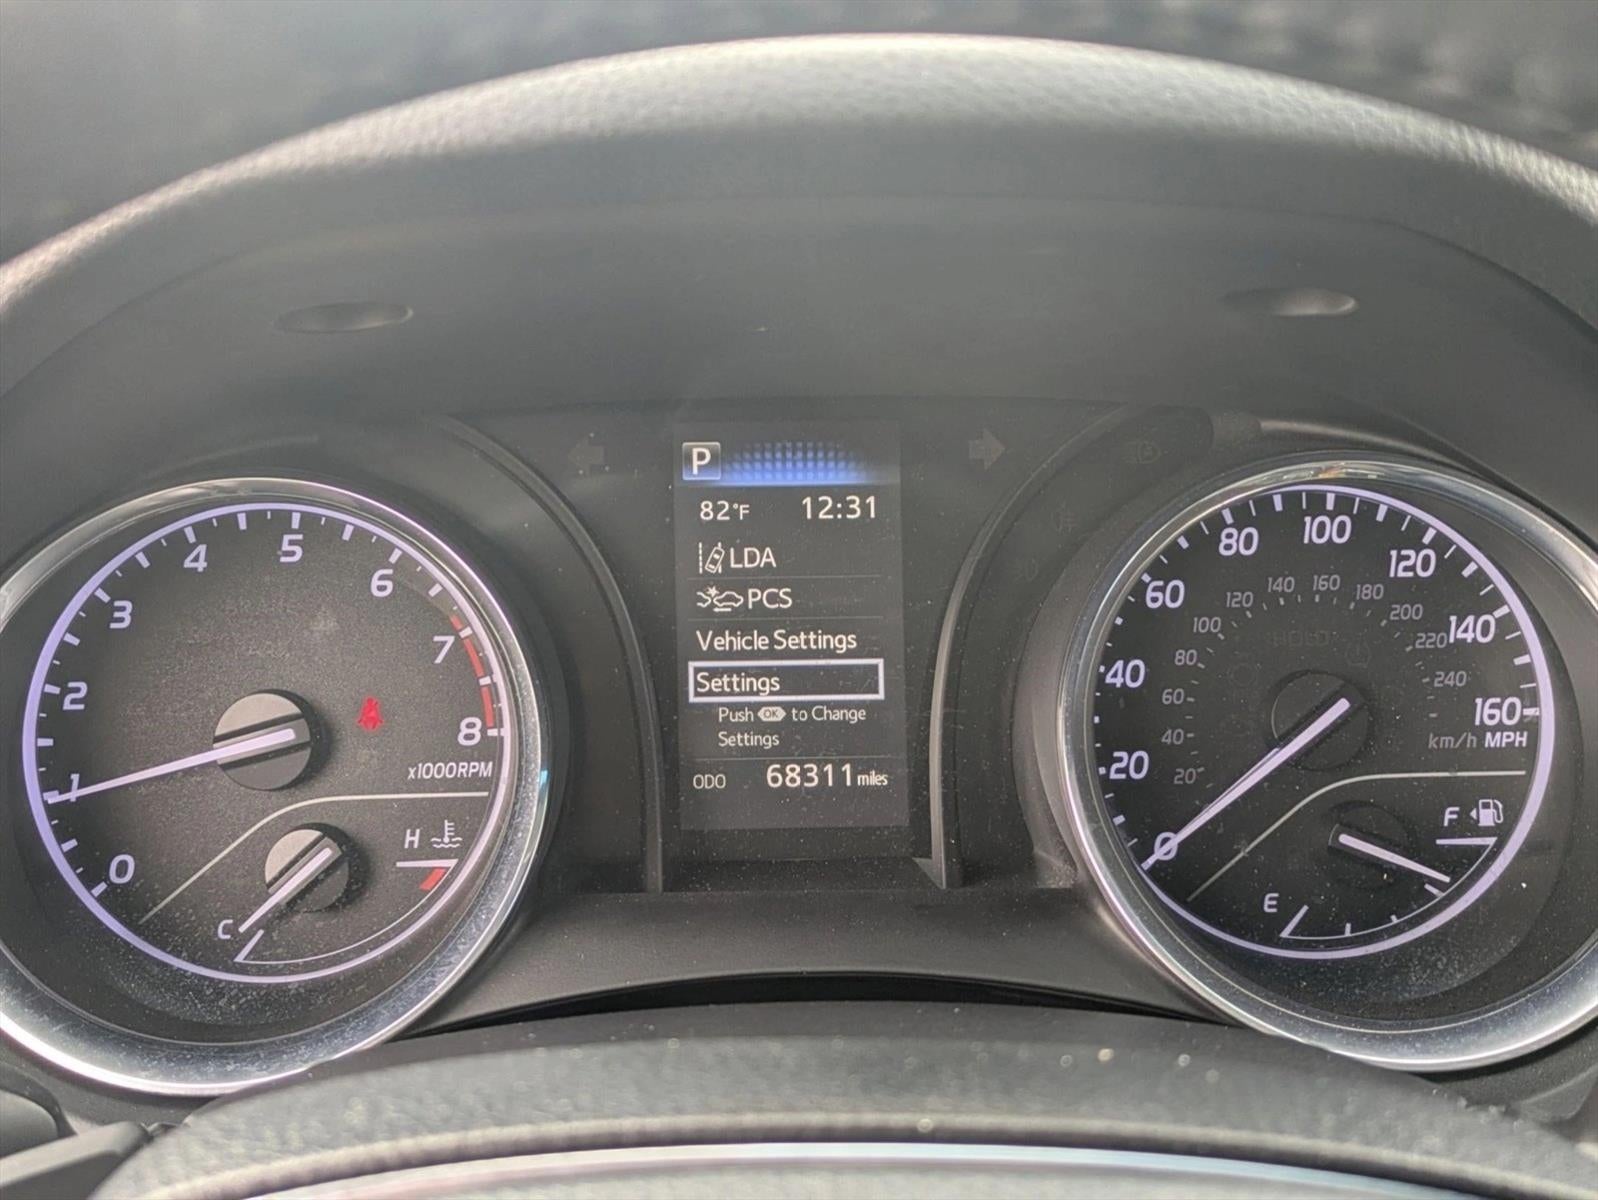 P
82°F 12:31
LDA
PCS
Vehicle Settings
Settings
Push OK to Change
Settings
ODO 68311 miles
0 1 2 3 4 5 6 7 8
x1000RPM
H
C
0 20 40 60 80 100 120 140 160
20 40 60 80 100 120 140 160 180 200 220 240
km/h MPH
F
E
HOLD